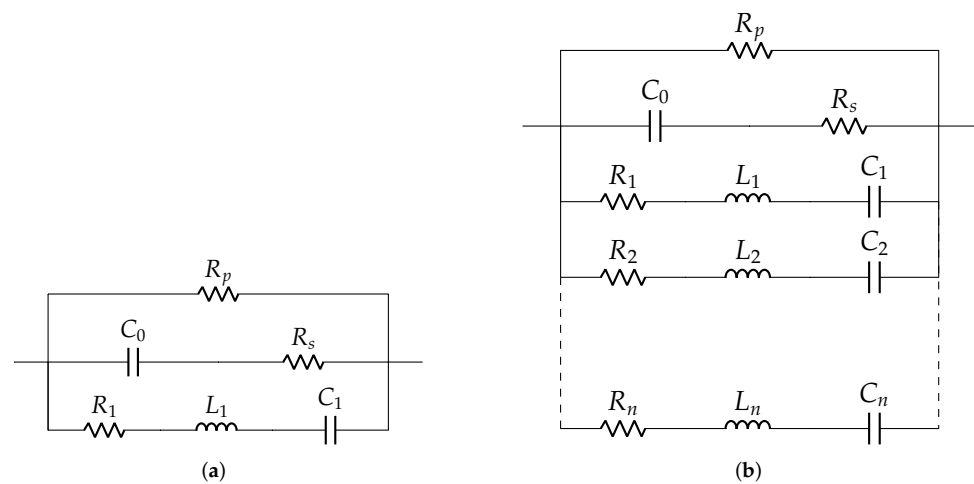 R_p
C_0 R_s
R_1 L_1 C_1
(a)
R_p
C_0 R_s
R_1 L_1 C_1
R_2 L_2 C_2
R_n L_n C_n
(b)